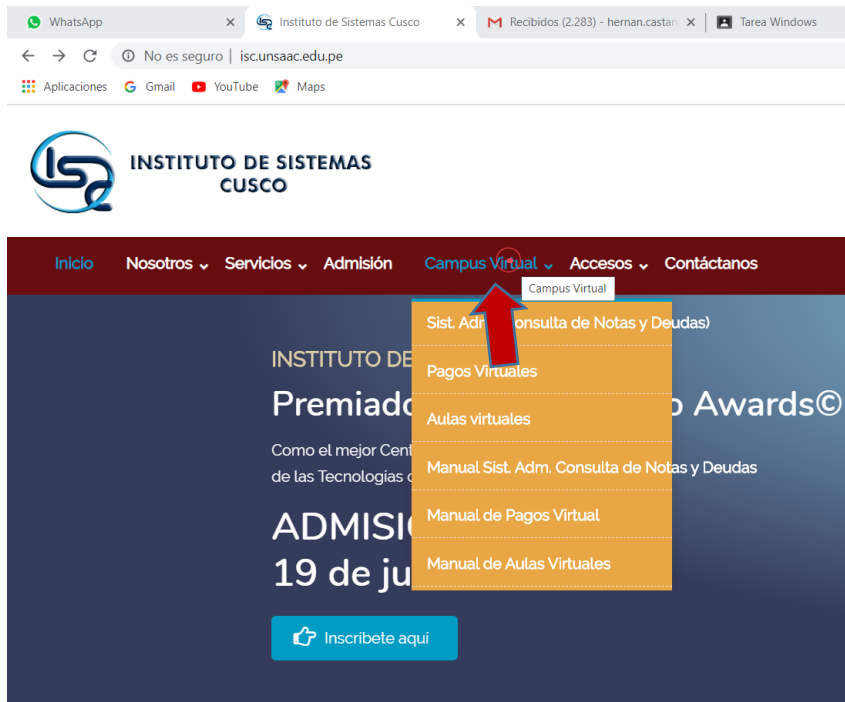 WhatsApp
Instituto de Sistemas Cusco
Recibidos (2.283) - hernan.castan
Tarea Windows
No es seguro | isc.unsaac.edu.pe
Aplicaciones Gmail YouTube Maps
INSTITUTO DE SISTEMAS
CUSCO
Inicio Nosotros Servicios Admisión Campus Virtual Accesos Contáctanos
Campus Virtual
Sist. Adm. Consulta de Notas y Deudas)
Pagos Virtuales
Aulas virtuales
Manual Sist. Adm. Consulta de Notas y Deudas
Manual de Pagos Virtual
Manual de Aulas Virtuales
INSTITUTO DE
Premiado Awards©
Como el mejor Cent
de las Tecnologías
ADMISI
19 de ju
Inscríbete aquí